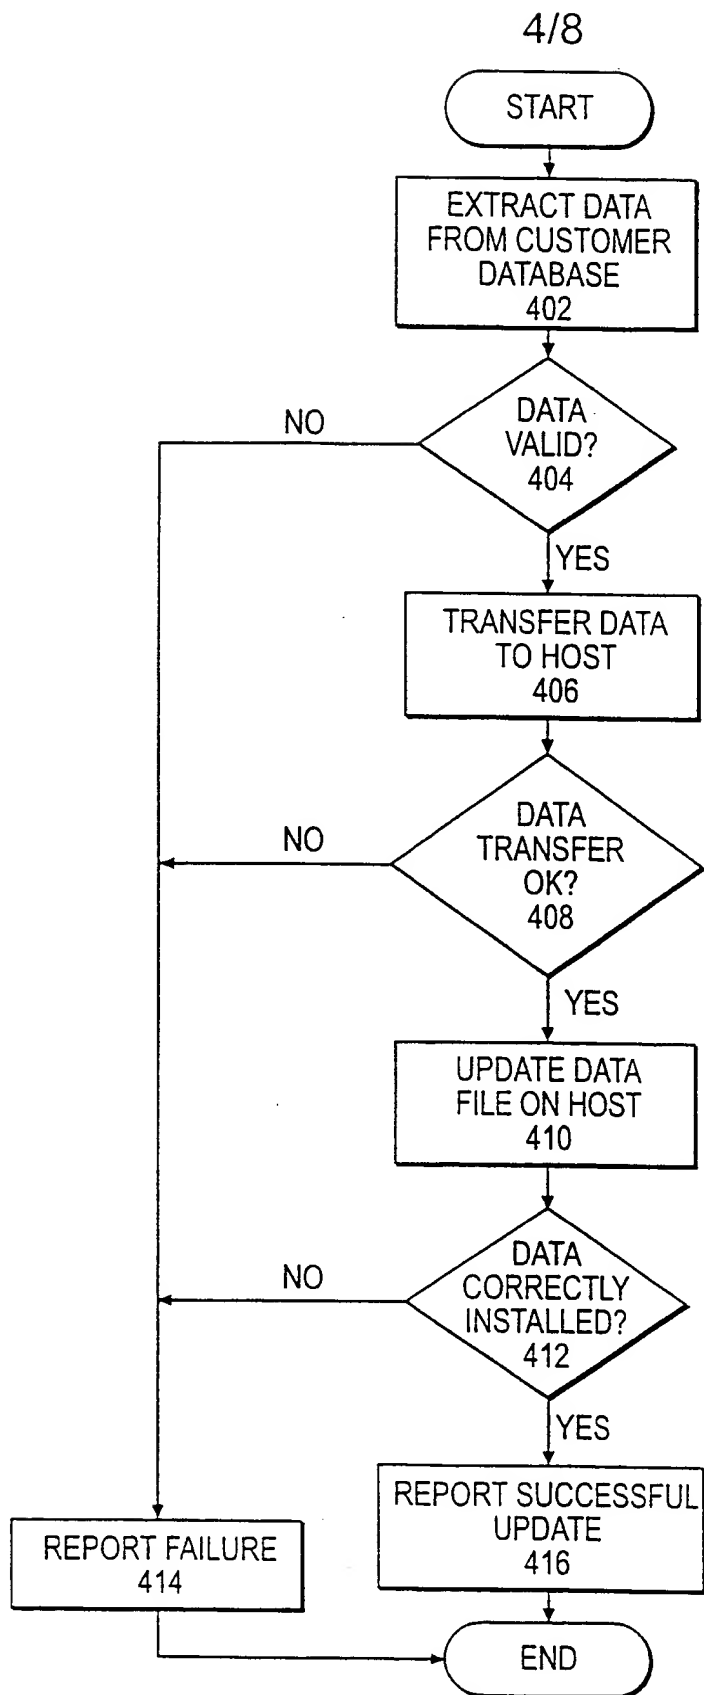 4/8
START
EXTRACT DATA
FROM CUSTOMER
DATABASE
402
DATA
VALID?
404
NO
YES
TRANSFER DATA
TO HOST
406
DATA
TRANSFER
OK?
408
NO
YES
UPDATE DATA
FILE ON HOST
410
DATA
CORRECTLY
INSTALLED?
412
NO
YES
REPORT SUCCESSFUL
UPDATE
416
REPORT FAILURE
414
END